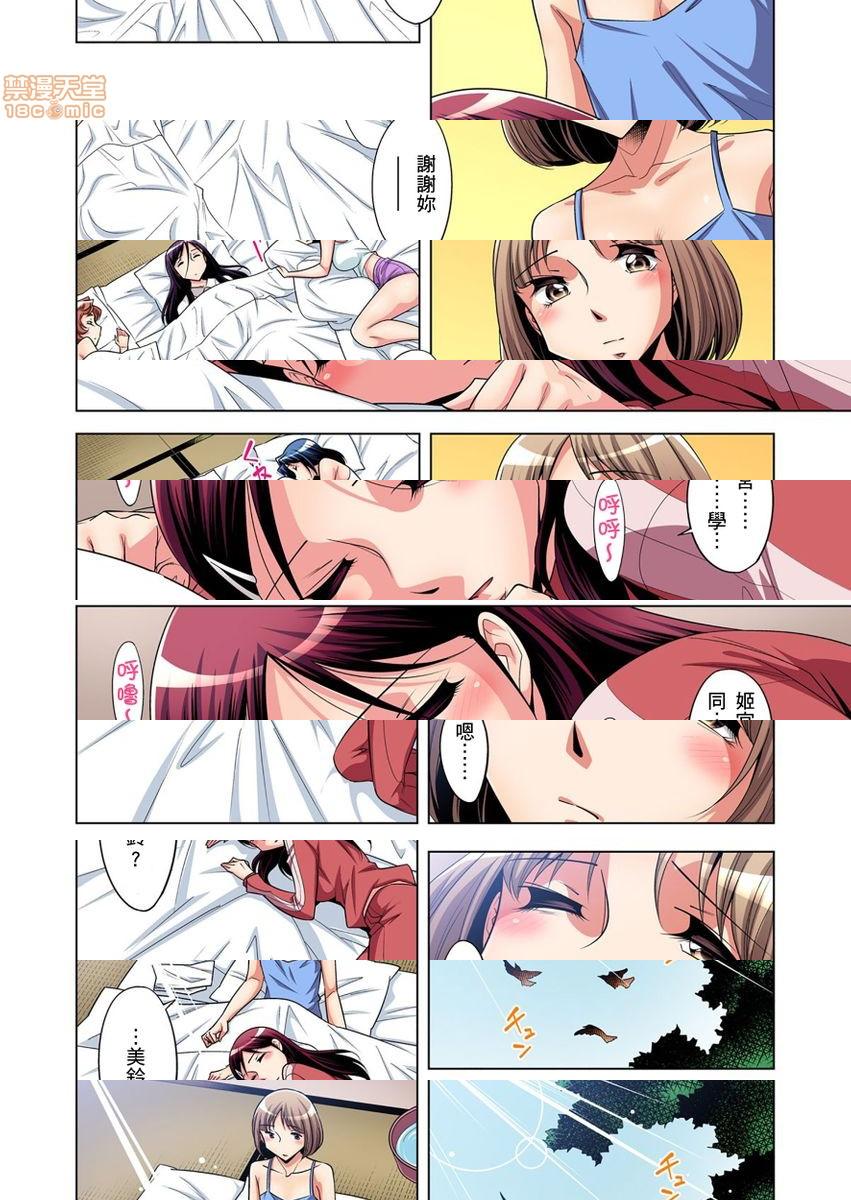 禁漫天堂
18comic
謝謝妳——
……
…學…
呼呼～
姬
同…
呼嚕～
嗯……
？
チュン
…美鈴
チュン